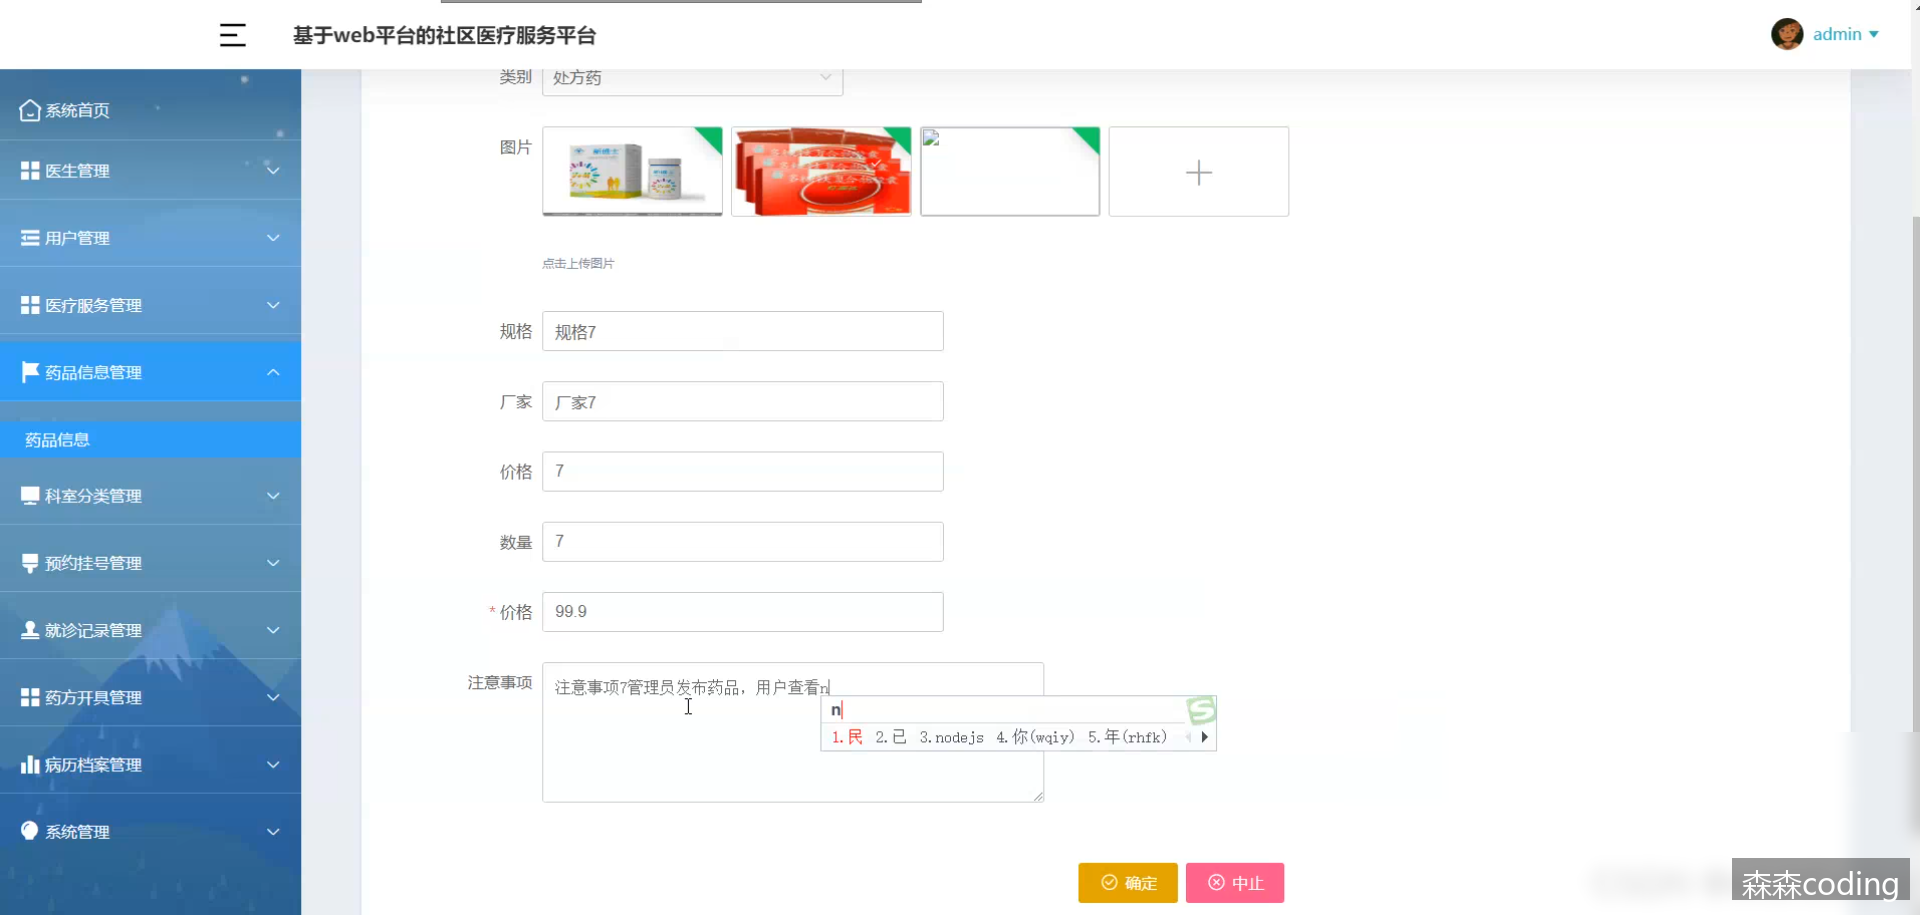 基于web平台的社区医疗服务平台
admin
系统首页
医生管理
用户管理
医疗服务管理
药品信息管理
药品信息
科室分类管理
预约挂号管理
就诊记录管理
药方开具管理
病历档案管理
系统管理
类别 处方药
图片
点击上传图片
规格 规格7
厂家 厂家7
价格 7
数量 7
* 价格 99.9
注意事项 注意事项7管理员发布药品，用户查看n
n
1.民 2.已 3.nodejs 4.你(wqiy) 5.年(rhfk)
确定 中止
森森coding